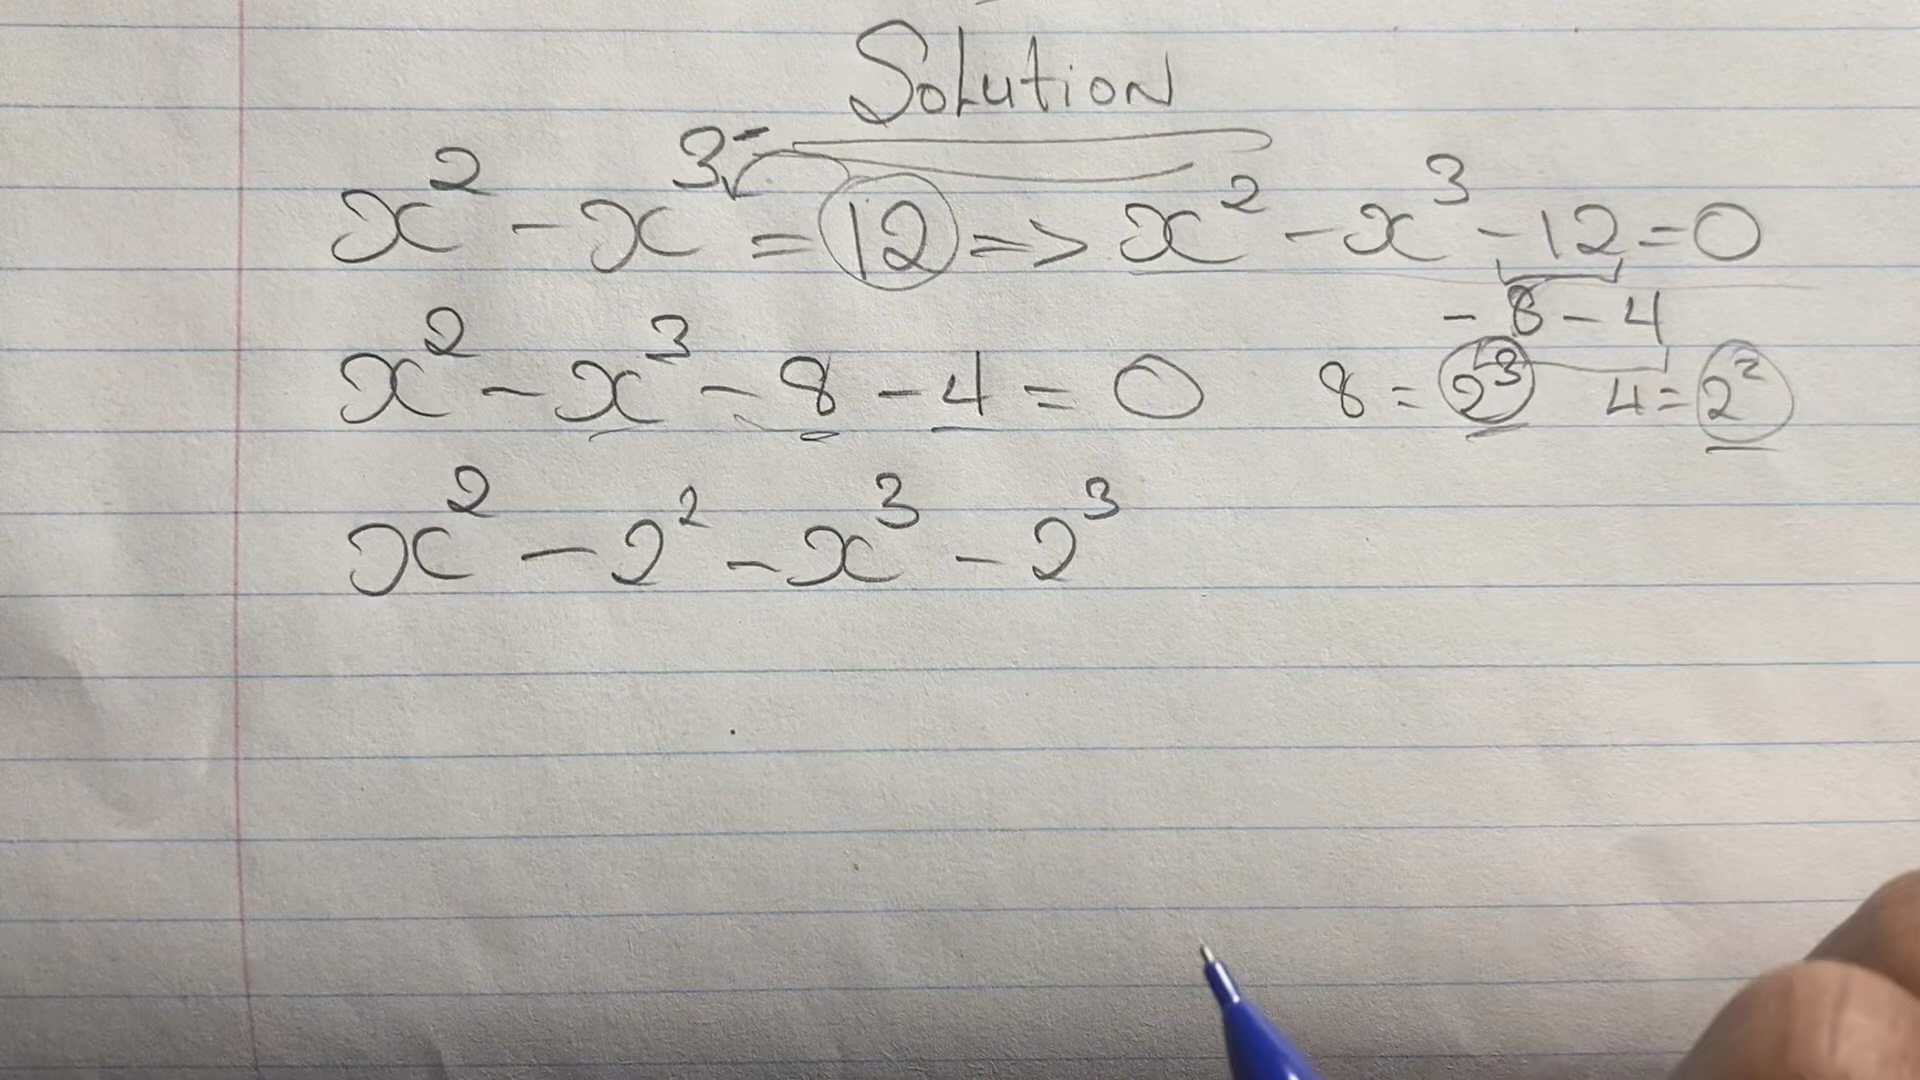 Solution
x² - x³ = 12 => x² - x³ - 12 = 0
- 8 - 4
x² - x³ - 8 - 4 = 0 8 = 2³ 4 = 2²
x² - 2² - x³ - 2³